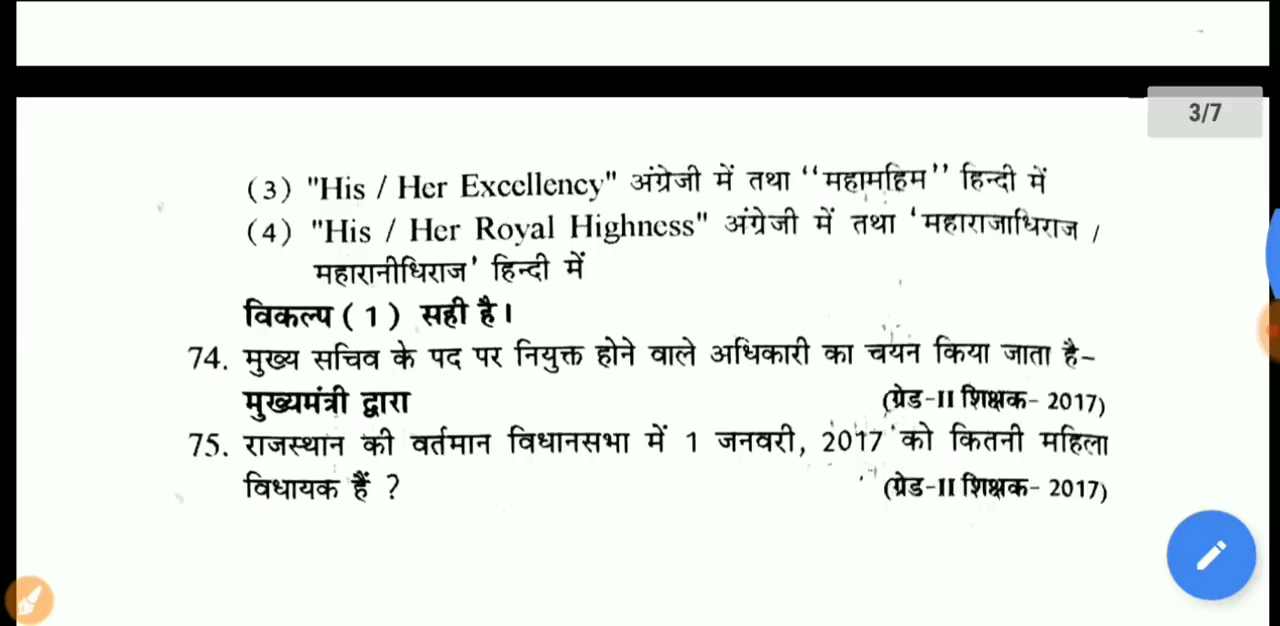 3/7
(3) "His / Her Excellency" अंग्रेजी में तथा ‘‘महामहिम’’ हिन्दी में
(4) "His / Her Royal Highness" अंग्रेजी में तथा ‘महाराजाधिराज /
महारानीधिराज’ हिन्दी में
विकल्प (1) सही है।
74. मुख्य सचिव के पद पर नियुक्त होने वाले अधिकारी का चयन किया जाता है–
मुख्यमंत्री द्वारा (ग्रेड-II शिक्षक- 2017)
75. राजस्थान की वर्तमान विधानसभा में 1 जनवरी, 2017 को कितनी महिला
विधायक हैं ? (ग्रेड-II शिक्षक- 2017)